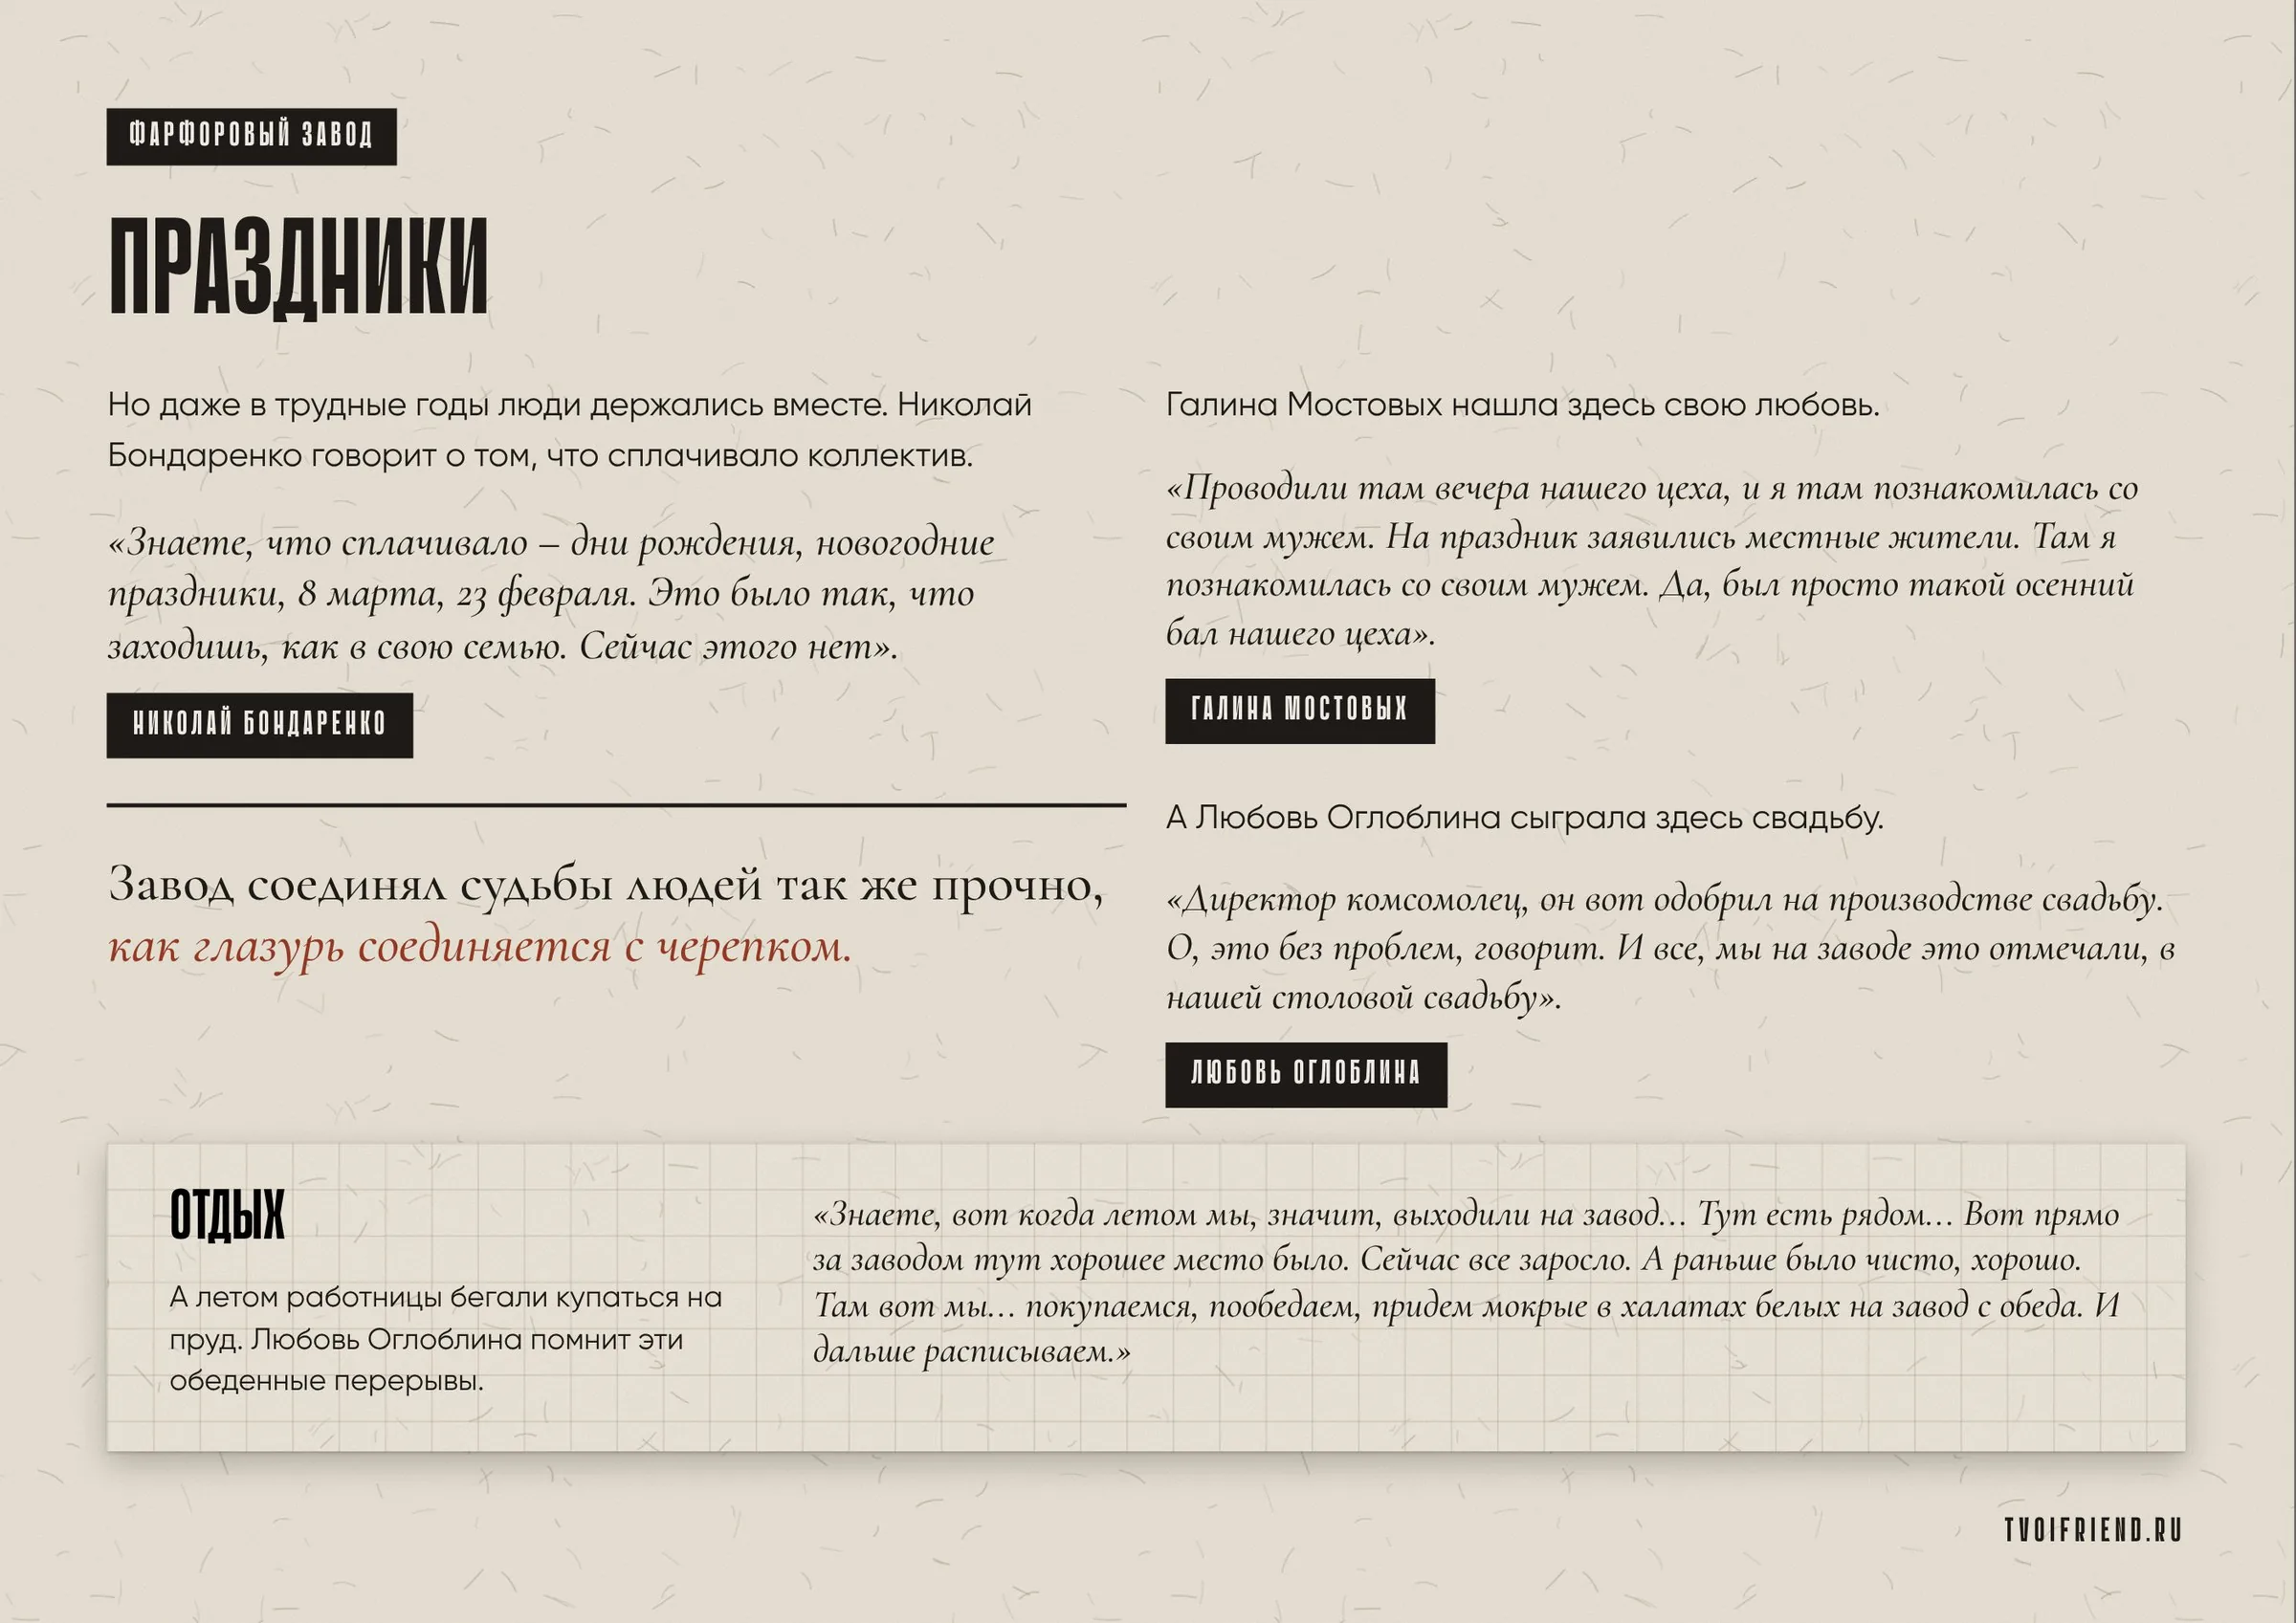 ФАРФОРОВЫЙ ЗАВОД
ПРАЗДНИКИ
Но даже в трудные годы люди держались вместе. Николай
Бондаренко говорит о том, что сплачивало коллектив.
«Знаете, что сплачивало – дни рождения, новогодние
праздники, 8 марта, 23 февраля. Это было так, что
заходишь, как в свою семью. Сейчас этого нет».
НИКОЛАЙ БОНДАРЕНКО
Завод соединял судьбы людей так же прочно,
как глазурь соединяется с черепком.
Галина Мостовых нашла здесь свою любовь.
«Проводили там вечера нашего цеха, и я там познакомилась со
своим мужем. На праздник заявились местные жители. Там я
познакомилась со своим мужем. Да, был просто такой осенний
бал нашего цеха».
ГАЛИНА МОСТОВЫХ
А Любовь Оглоблина сыграла здесь свадьбу.
«Директор комсомолец, он вот одобрил на производстве свадьбу.
О, это без проблем, говорит. И все, мы на заводе это отмечали, в
нашей столовой свадьбу».
ЛЮБОВЬ ОГЛОБЛИНА
ОТДЫХ
А летом работницы бегали купаться на
пруд. Любовь Оглоблина помнит эти
обеденные перерывы.
«Знаете, вот когда летом мы, значит, выходили на завод… Тут есть рядом… Вот прямо
за заводом тут хорошее место было. Сейчас все заросло. А раньше было чисто, хорошо.
Там вот мы… покупаемся, пообедаем, придем мокрые в халатах белых на завод с обеда. И
дальше расписываем.»
TVOIFRIEND.RU